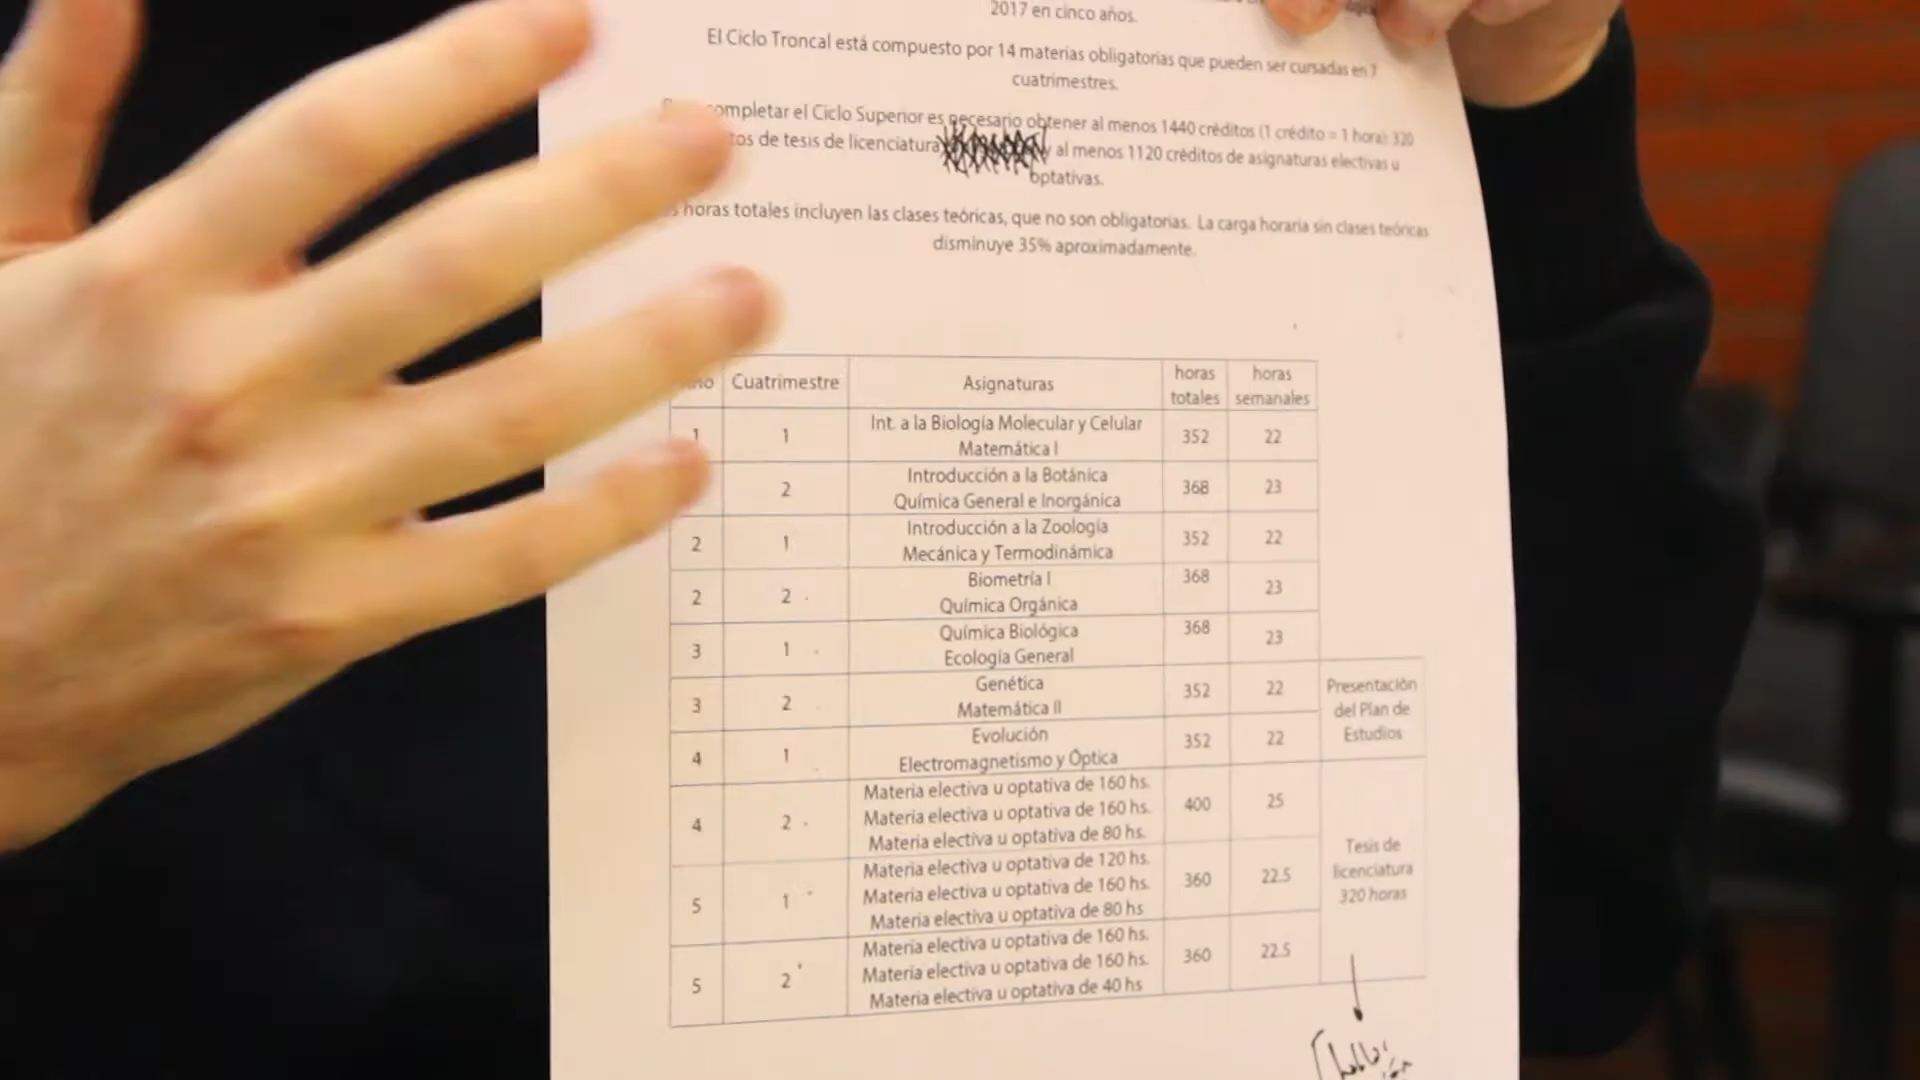 2017 en cinco años.
El Ciclo Troncal está compuesto por 14 materias obligatorias que pueden ser cursadas en 7
cuatrimestres.
completar el Ciclo Superior es necesario obtener al menos 1440 créditos (1 crédito = 1 hora): 320
de tesis de licenciatura y al menos 1120 créditos de asignaturas electivas u
optativas.
horas totales incluyen las clases teóricas, que no son obligatorias. La carga horaria sin clases teóricas
disminuye 35% aproximadamente.
Cuatrimestre Asignaturas horas totales horas semanales
1 1 Int. a la Biología Molecular y Celular 352 22
Matemática I
2 Introducción a la Botánica 368 23
Química General e Inorgánica
2 1 Introducción a la Zoología 352 22
Mecánica y Termodinámica
2 2 Biometría I 368 23
Química Orgánica
3 1 Química Biológica 368 23
Ecología General
3 2 Genética 352 22
Matemática II
Presentación
del Plan de
Estudios
4 1 Evolución 352 22
Electromagnetismo y Óptica
4 2 Materia electiva u optativa de 160 hs. 400 25
Materia electiva u optativa de 160 hs.
Materia electiva u optativa de 80 hs.
5 1 Materia electiva u optativa de 120 hs. 360 22.5
Materia electiva u optativa de 160 hs.
Materia electiva u optativa de 80 hs
Tesis de
licenciatura
320 horas
5 2 Materia electiva u optativa de 160 hs. 360 22.5
Materia electiva u optativa de 160 hs.
Materia electiva u optativa de 40 hs